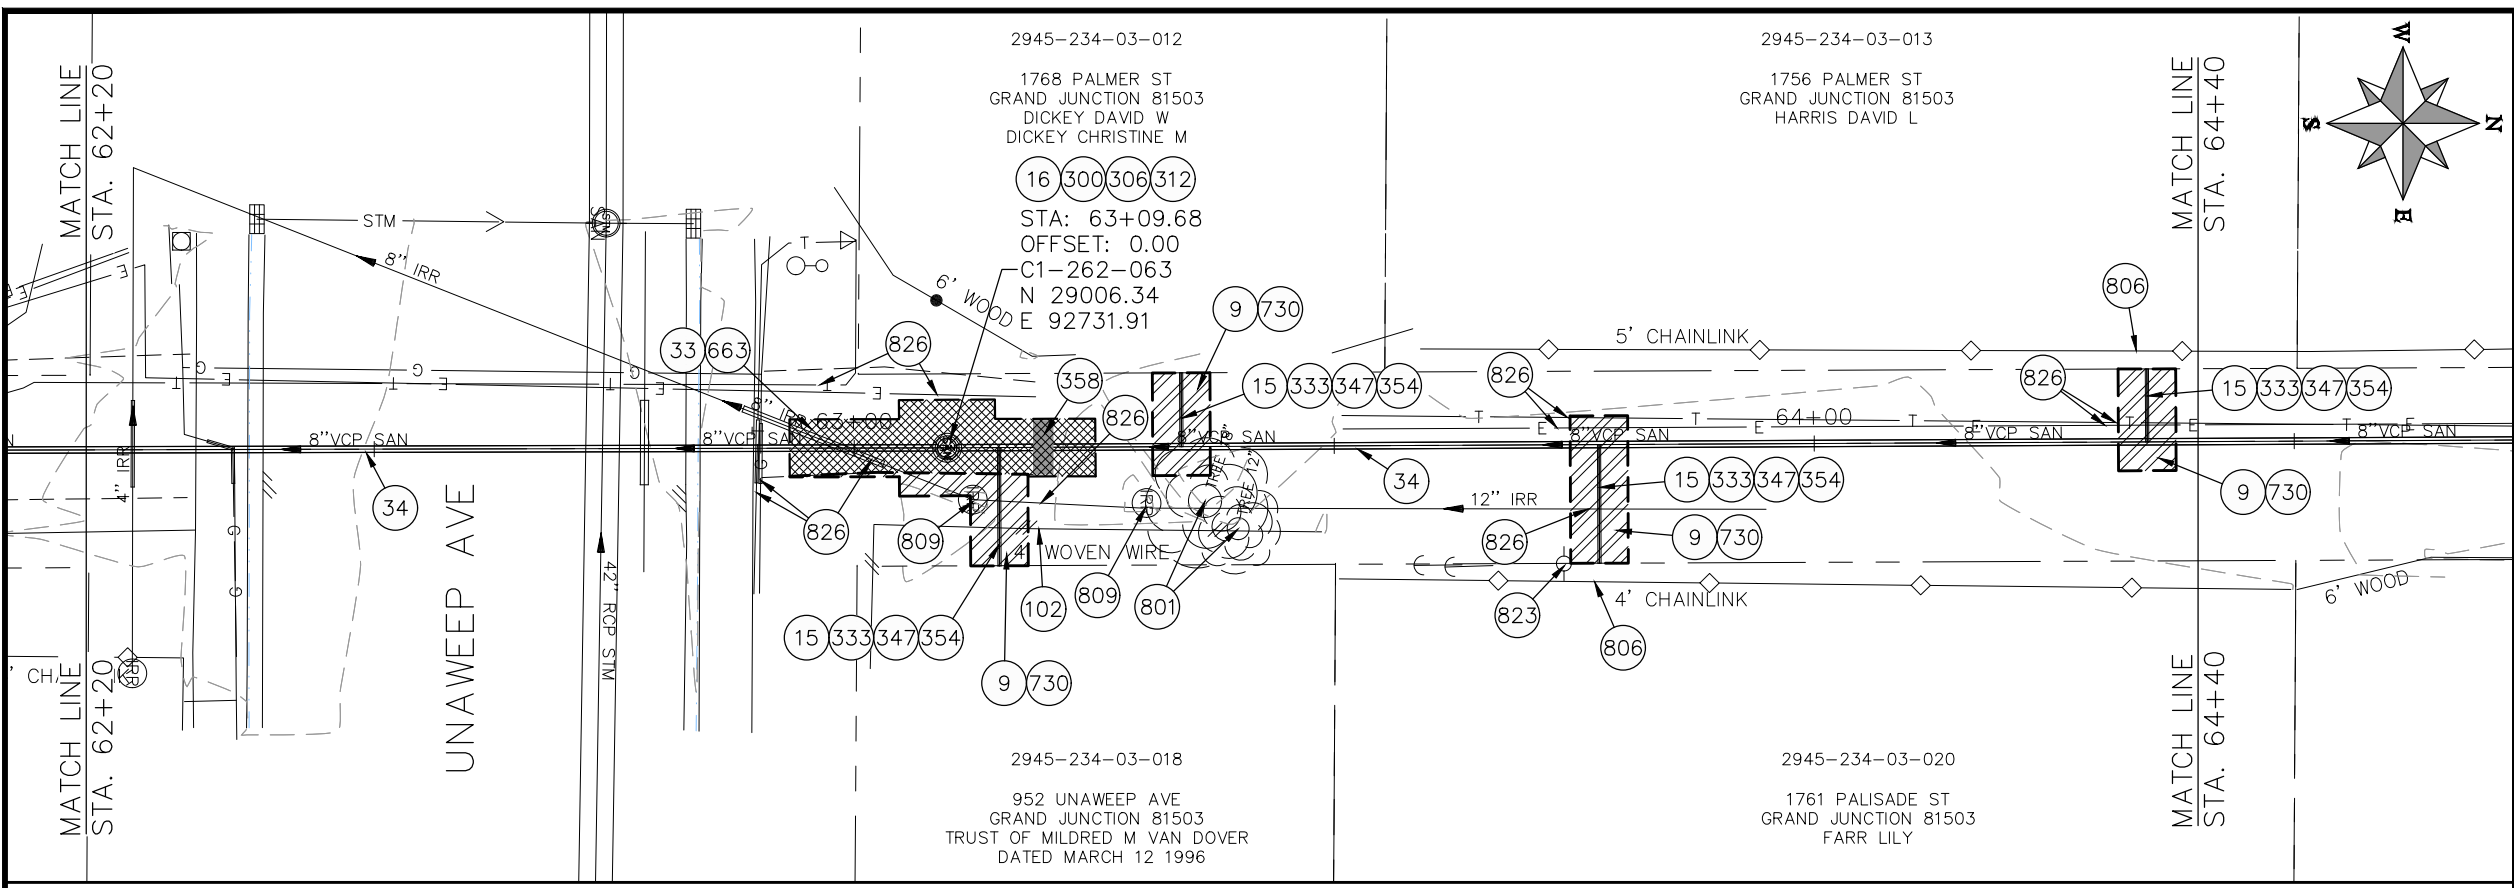 MATCH LINE
STA. 62+20
2945-234-03-012
1768 PALMER ST
GRAND JUNCTION 81503
DICKEY DAVID W
DICKEY CHRISTINE M
16 300 306 312
STA: 63+09.68
OFFSET: 0.00
C1-262-063
N 29006.34
E 92731.91
2945-234-03-013
1756 PALMER ST
GRAND JUNCTION 81503
HARRIS DAVID L
MATCH LINE
STA. 64+40
W
N
S
E
STM
8" IRR
T
6' WOOD
9 730
806
5' CHAINLINK
33 663
826
358
15 333 347 354
826
826
826
15 333 347 354
G
E
T
8" IRR
63+00
64+00
T
E
8"VCP SAN
8"VCP SAN
8"VCP SAN
8"VCP SAN
8"VCP SAN
8"VCP SAN
4" IRR
34
34
TREE 8"
TREE 12"
15 333 347 354
9 730
12" IRR
826
809
826
9 730
4' WOVEN WIRE
42" RCP STM
UNAWEEP AVE
102
809
801
823
4' CHAINLINK
6' WOOD
15 333 347 354
806
9 730
IRR
MATCH LINE
STA. 62+20
2945-234-03-018
952 UNAWEEP AVE
GRAND JUNCTION 81503
TRUST OF MILDRED M VAN DOVER
DATED MARCH 12 1996
2945-234-03-020
1761 PALISADE ST
GRAND JUNCTION 81503
FARR LILY
MATCH LINE
STA. 64+40